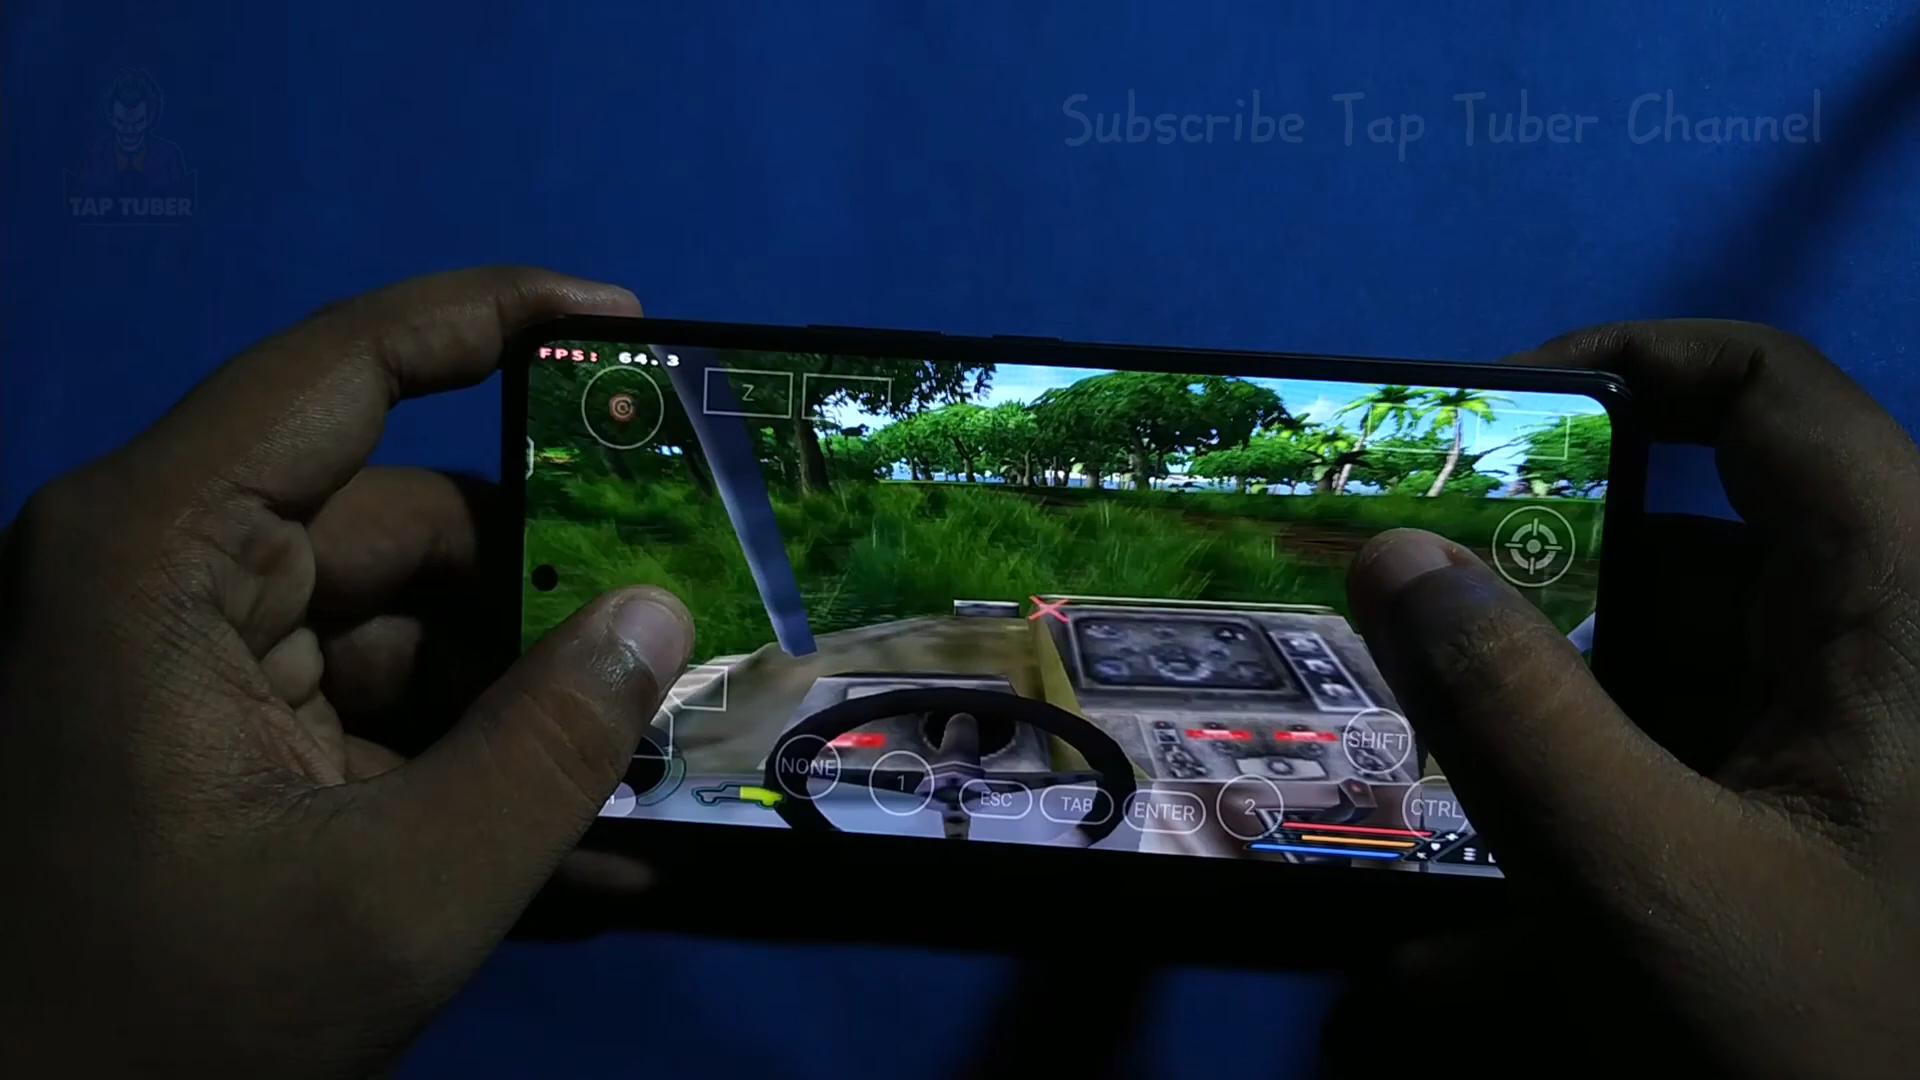 Subscribe Tap Tuber Channel
TAP TUBER
FPS: 64.3
Z
SHIFT
NONE
1
ESC
TAB
ENTER
2
CTRL